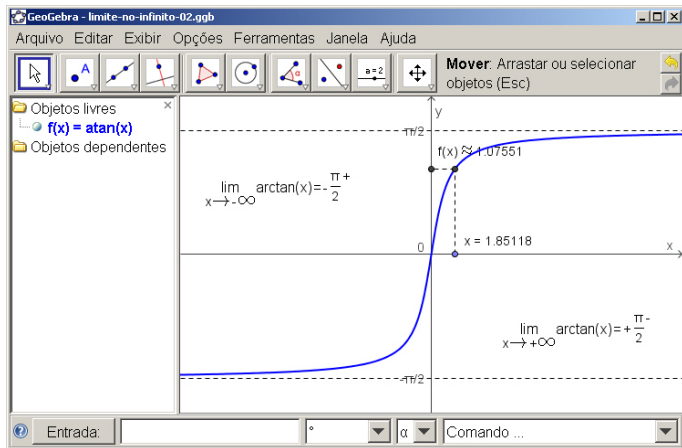 GeoGebra - limite-no-infinito-02.ggb
Arquivo Editar Exibir Opções Ferramentas Janela Ajuda
A
α
a=2
Mover: Arrastar ou selecionar
objetos (Esc)
Objetos livres
f(x) = atan(x)
Objetos dependentes
y
π/2
f(x) ≈ 1.07551
lim arctan(x)=-π/2⁺
x→-∞
0
x = 1.85118
x
lim arctan(x)=+π/2⁻
x→+∞
-π/2
Entrada:
°
α
Comando ...